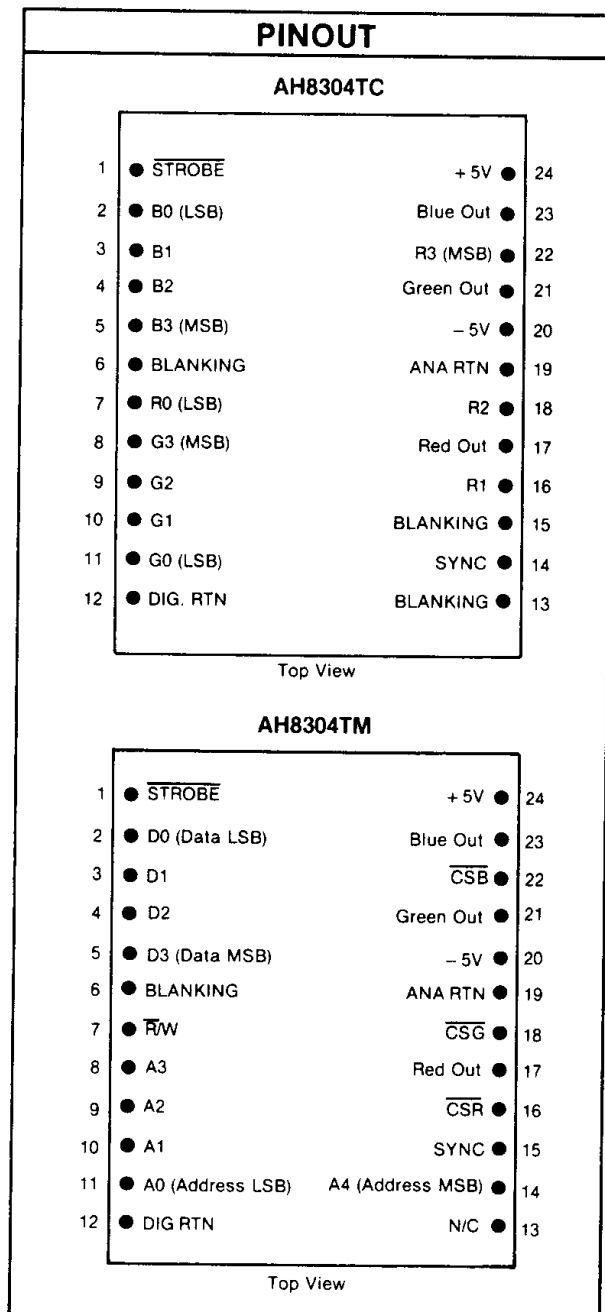 PINOUT
AH8304TC
1 S̅T̅R̅O̅B̅E̅ + 5V 24
2 B0 (LSB) Blue Out 23
3 B1 R3 (MSB) 22
4 B2 Green Out 21
5 B3 (MSB) – 5V 20
6 BLANKING ANA RTN 19
7 R0 (LSB) R2 18
8 G3 (MSB) Red Out 17
9 G2 R1 16
10 G1 BLANKING 15
11 G0 (LSB) SYNC 14
12 DIG. RTN BLANKING 13
Top View
AH8304TM
1 S̅T̅R̅O̅B̅E̅ + 5V 24
2 D0 (Data LSB) Blue Out 23
3 D1 C̅S̅B̅ 22
4 D2 Green Out 21
5 D3 (Data MSB) – 5V 20
6 BLANKING ANA RTN 19
7 R̅/W C̅S̅G̅ 18
8 A3 Red Out 17
9 A2 C̅S̅R̅ 16
10 A1 SYNC 15
11 A0 (Address LSB) A4 (Address MSB) 14
12 DIG RTN N/C 13
Top View